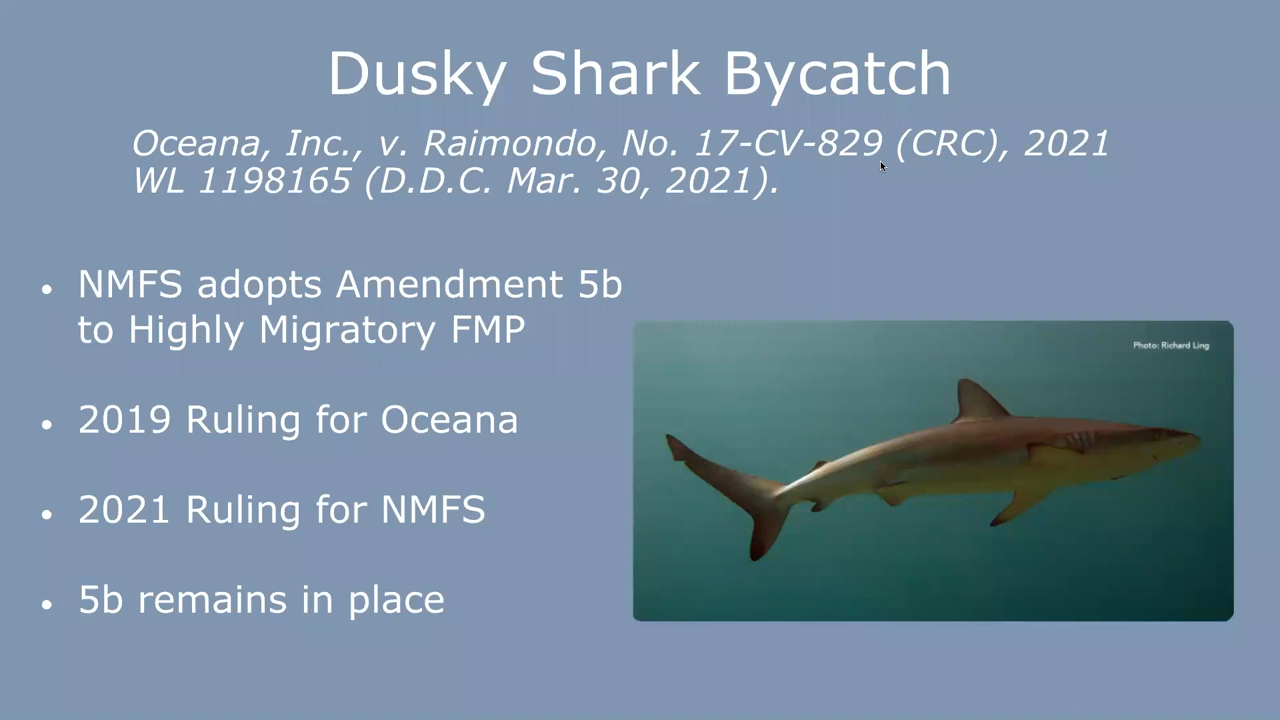 Dusky Shark Bycatch
Oceana, Inc., v. Raimondo, No. 17-CV-829 (CRC), 2021
WL 1198165 (D.D.C. Mar. 30, 2021).
• NMFS adopts Amendment 5b
to Highly Migratory FMP
• 2019 Ruling for Oceana
• 2021 Ruling for NMFS
• 5b remains in place
Photo: Richard Ling